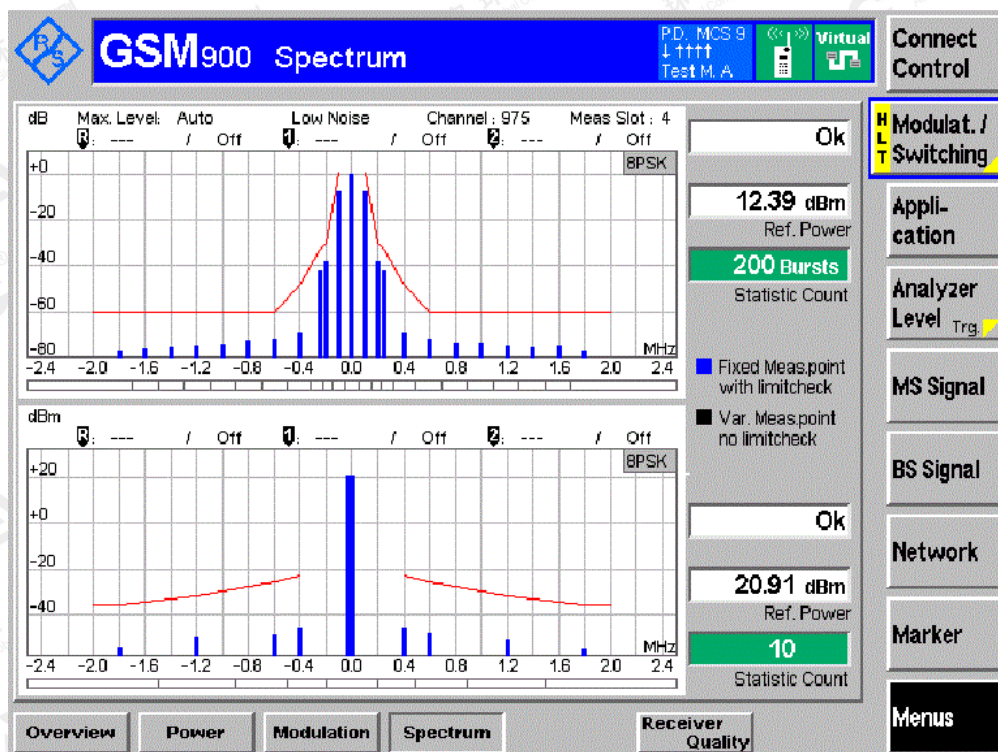 R S
GSM900 Spectrum
P.D. MCS 9
↓ ↑↑↑↑
Test M. A
Virtual
Connect
Control
dB Max. Level: Auto Low Noise Channel : 975 Meas Slot : 4
R : --- / Off 1 : --- / Off 2 : --- / Off
8PSK
+0
-20
-40
-60
-80
MHz
-2.4 -2.0 -1.6 -1.2 -0.8 -0.4 0.0 0.4 0.8 1.2 1.6 2.0 2.4
Ok
12.39 dBm
Ref. Power
200 Bursts
Statistic Count
Fixed Meas.point
with limitcheck
Var. Meas.point
no limitcheck
dBm
R : --- / Off 1 : --- / Off 2 : --- / Off
8PSK
+20
+0
-20
-40
MHz
-2.4 -2.0 -1.6 -1.2 -0.8 -0.4 0.0 0.4 0.8 1.2 1.6 2.0 2.4
Ok
20.91 dBm
Ref. Power
10
Statistic Count
HLT
Modulat. /
Switching
Appli-
cation
Analyzer
Level Trg.
MS Signal
BS Signal
Network
Marker
Menus
Overview
Power
Modulation
Spectrum
Receiver
Quality